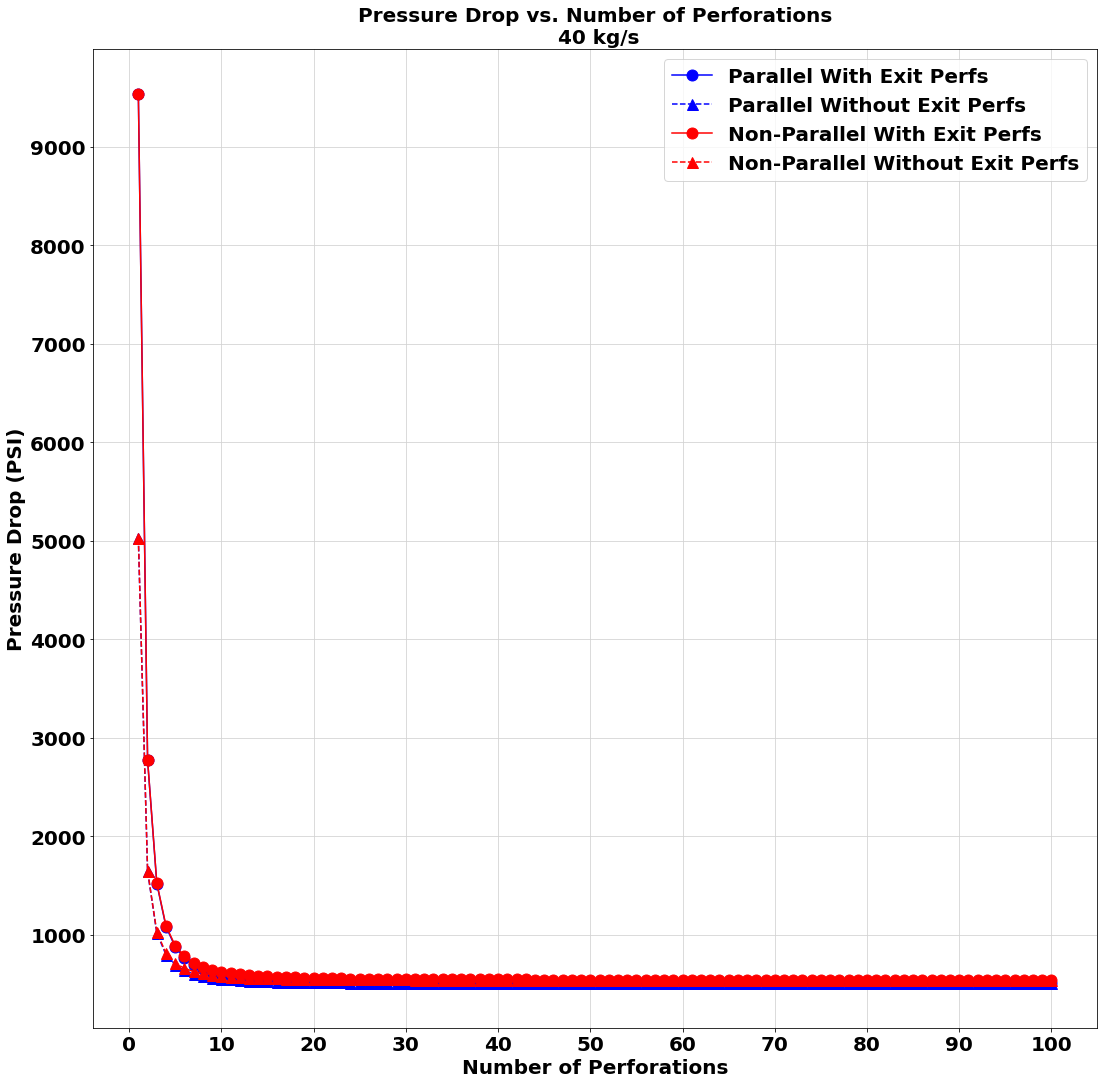 Pressure Drop vs. Number of Perforations
40 kg/s
Parallel With Exit Perfs
Parallel Without Exit Perfs
Non-Parallel With Exit Perfs
Non-Parallel Without Exit Perfs
9000
8000
7000
6000
5000
4000
3000
2000
1000
Pressure Drop (PSI)
0 10 20 30 40 50 60 70 80 90 100
Number of Perforations